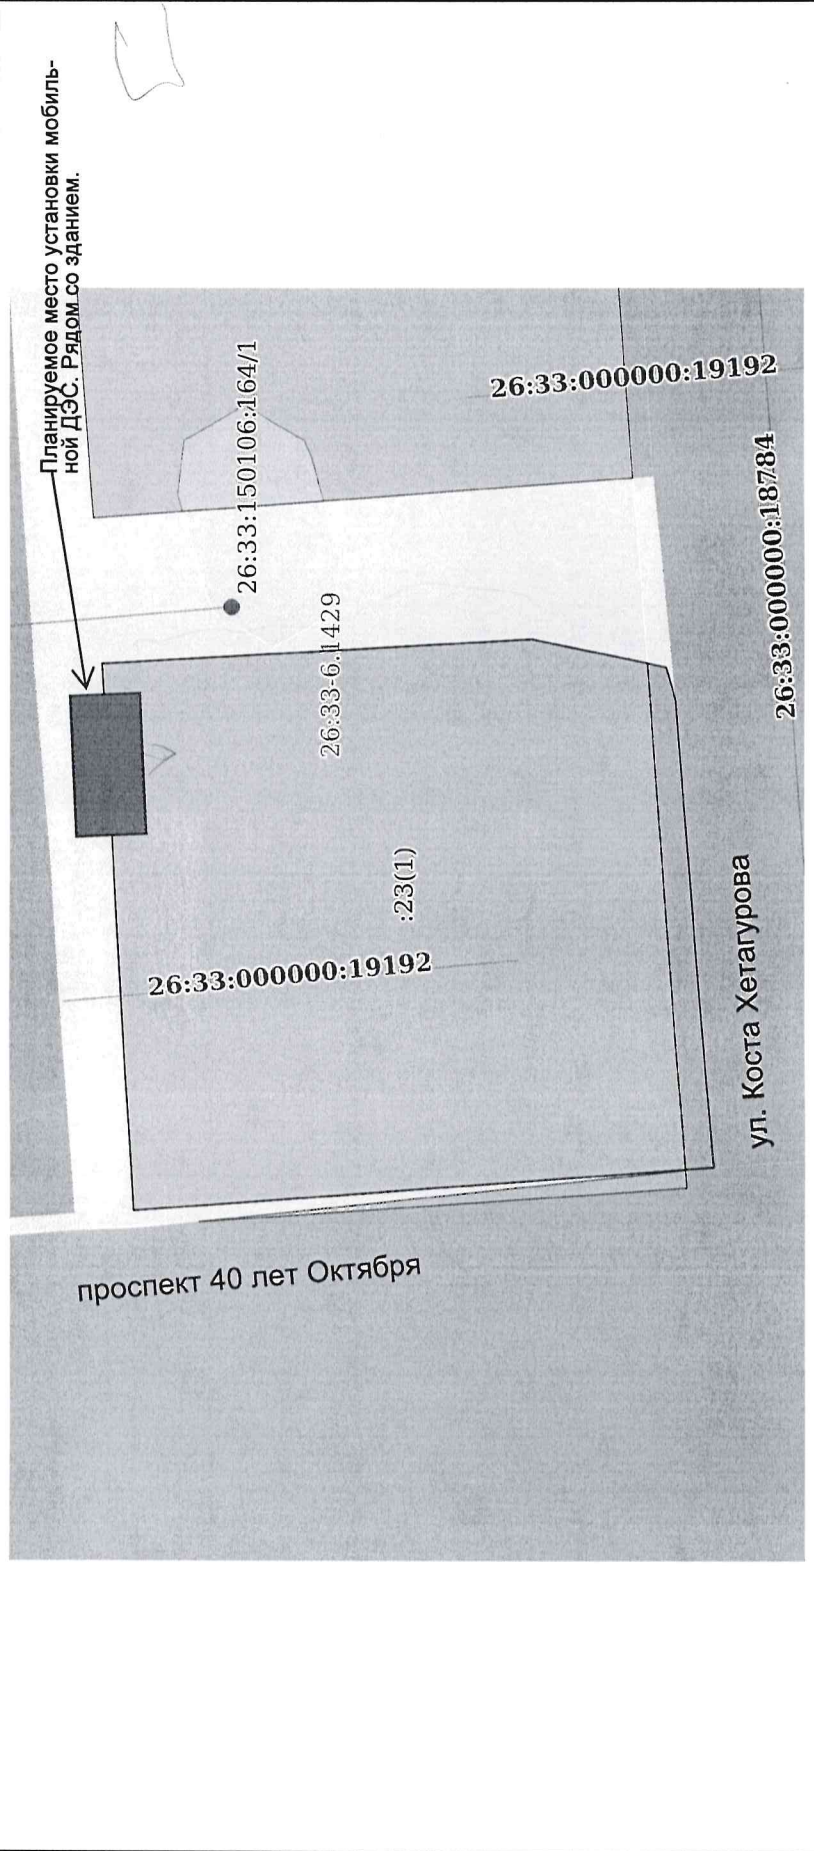 Планируемое место установки мобиль-
ной ДЭС. Рядом со зданием.
26:33:150106:164/1
26:33:000000:19192
26:33:000000:18784
26:33-6.1429
:23(1)
26:33:000000:19192
ул. Коста Хетагурова
проспект 40 лет Октября